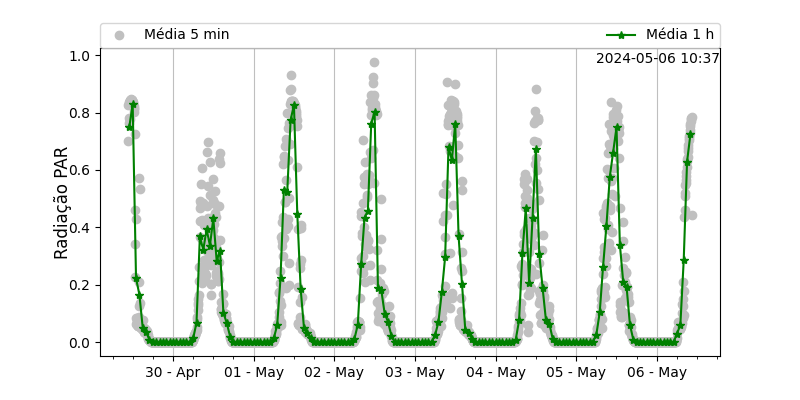 Média 5 min
Média 1 h
2024-05-06 10:37
Radiação PAR
1.0
0.8
0.6
0.4
0.2
0.0
30 - Apr
01 - May
02 - May
03 - May
04 - May
05 - May
06 - May